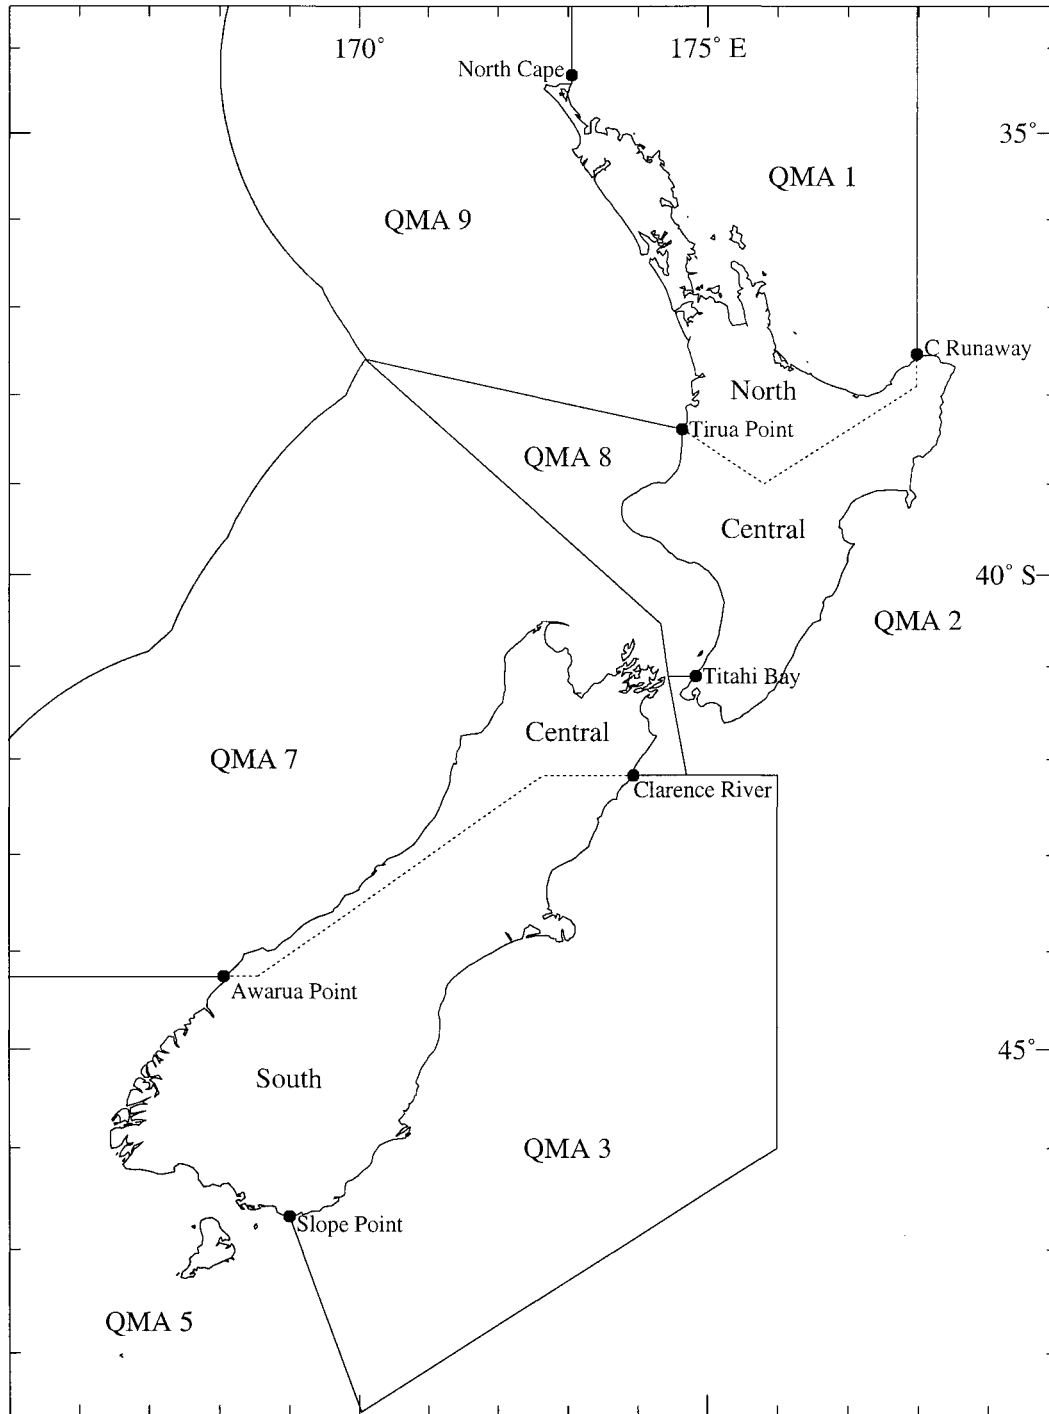 170° 175° E
North Cape
35°
QMA 1
QMA 9
C Runaway
North
Tirua Point
QMA 8
Central
40° S
QMA 2
Titahi Bay
Central
QMA 7
Clarence River
Awarua Point
45°
South
QMA 3
Slope Point
QMA 5